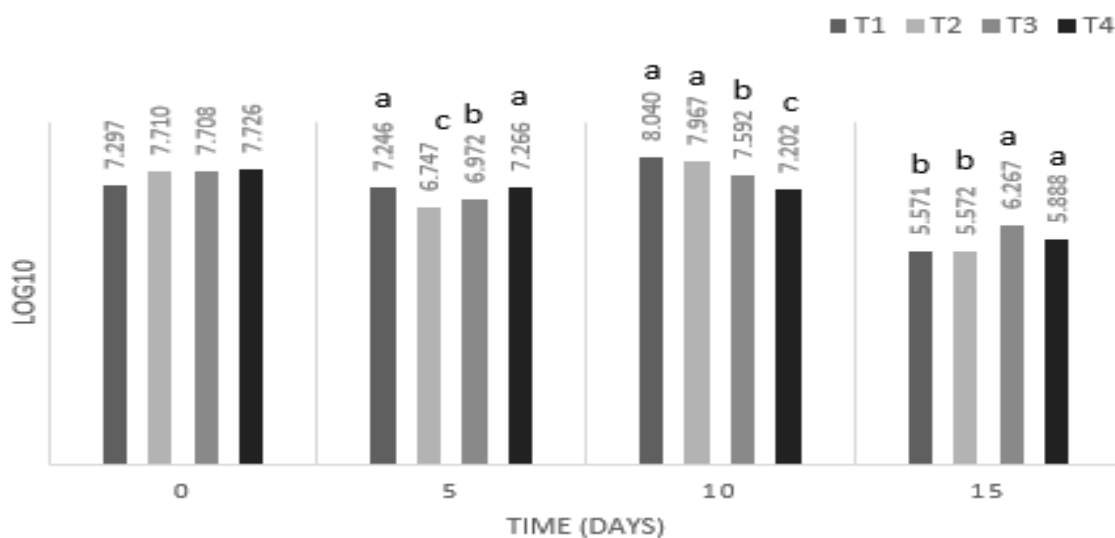 T1 T2 T3 T4
a a b c
8.040 7.967 7.592 7.202
7.297 7.710 7.708 7.726
a c b a
7.246 6.747 6.972 7.266
b b a a
5.571 5.572 6.267 5.888
LOG10
0 5 10 15
TIME (DAYS)